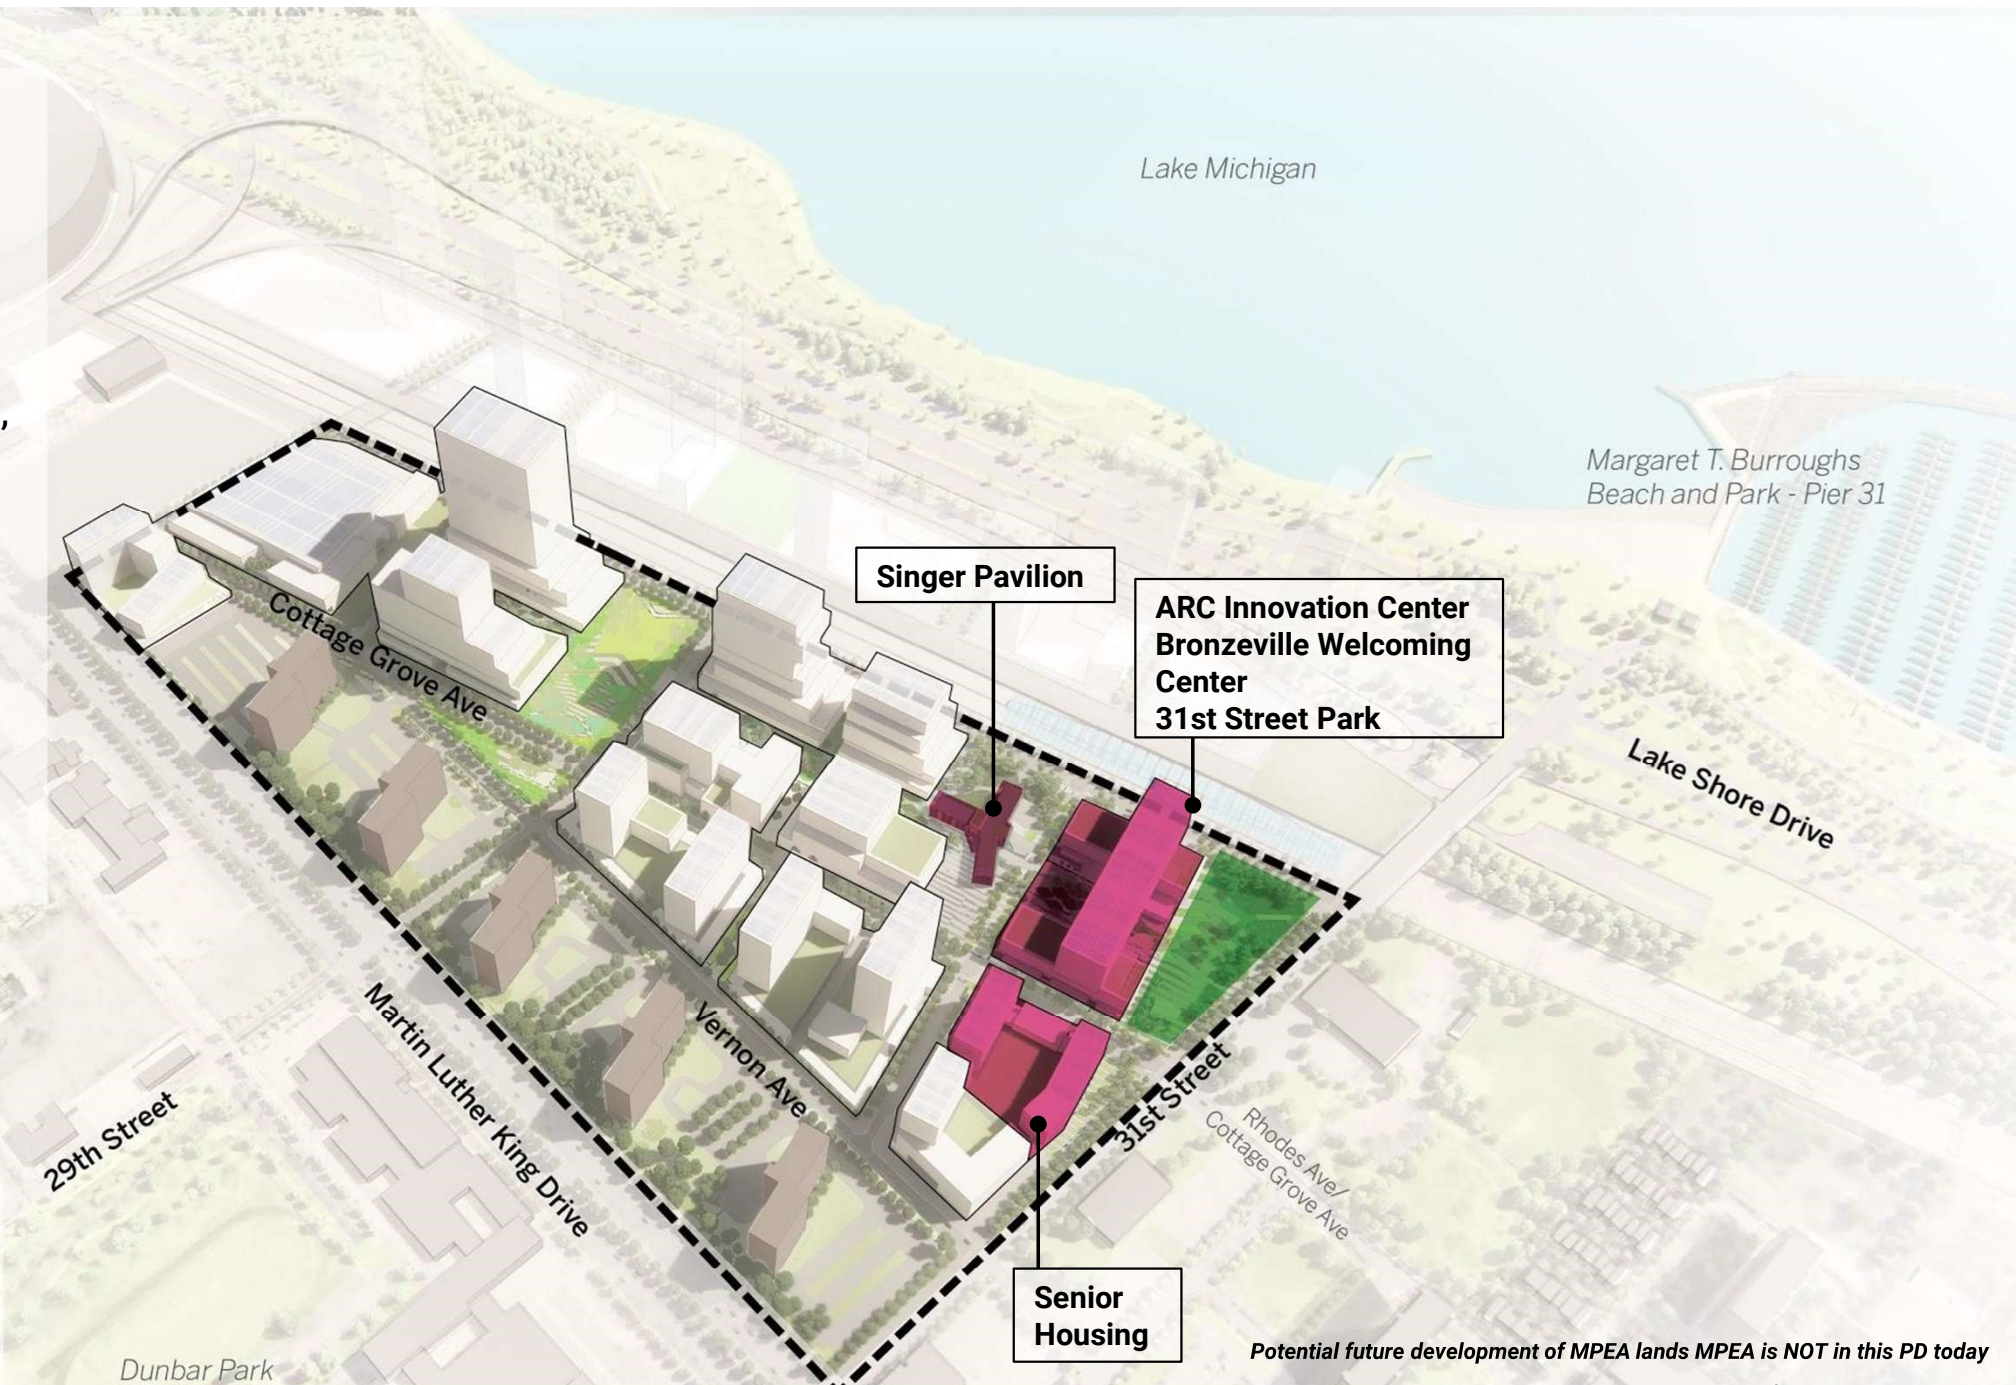 Lake Michigan
Margaret T. Burroughs
Beach and Park - Pier 31
,
Singer Pavilion
ARC Innovation Center
Bronzeville Welcoming
Center
31st Street Park
Cottage Grove Ave
Lake Shore Drive
Vernon Ave
Martin Luther King Drive
29th Street
31st Street
Rhodes Ave/
Cottage Grove Ave
Senior
Housing
Potential future development of MPEA lands MPEA is NOT in this PD today
Dunbar Park